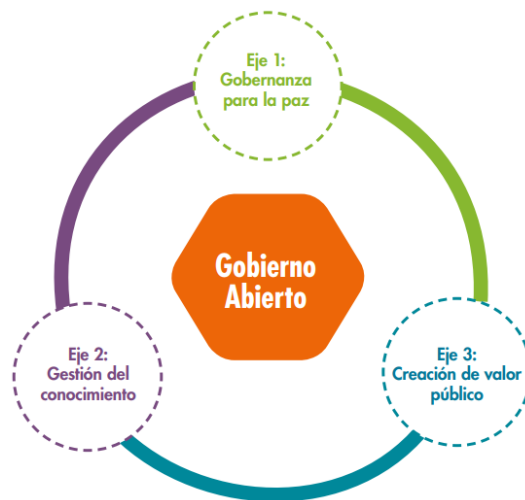 Eje 1:
Gobernanza
para la paz
Gobierno
Abierto
Eje 2:
Gestión del
conocimiento
Eje 3:
Creación de valor
público